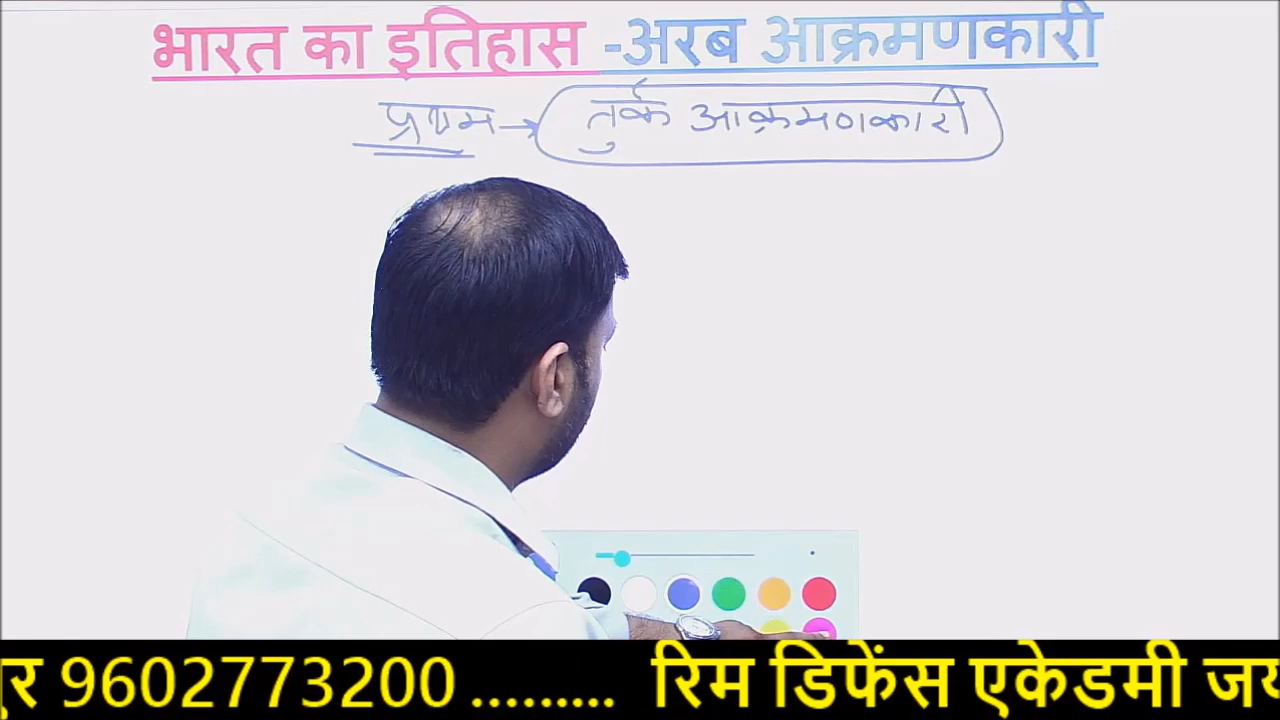 भारत का इतिहास -अरब आक्रमणकारी
प्रथम → तुर्क आक्रमणकारी
9602773200 ......... रिम डिफेंस एकेडमी